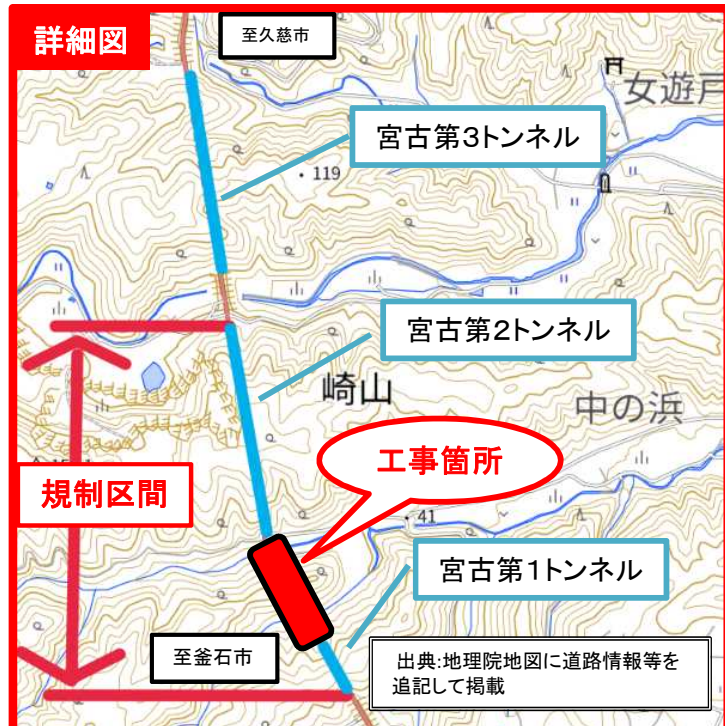 詳細図
至久慈市
女遊戸
宮古第3トンネル
119
宮古第2トンネル
崎山
中の浜
工事箇所
規制区間
41
宮古第1トンネル
至釜石市
出典:地理院地図に道路情報等を
追記して掲載